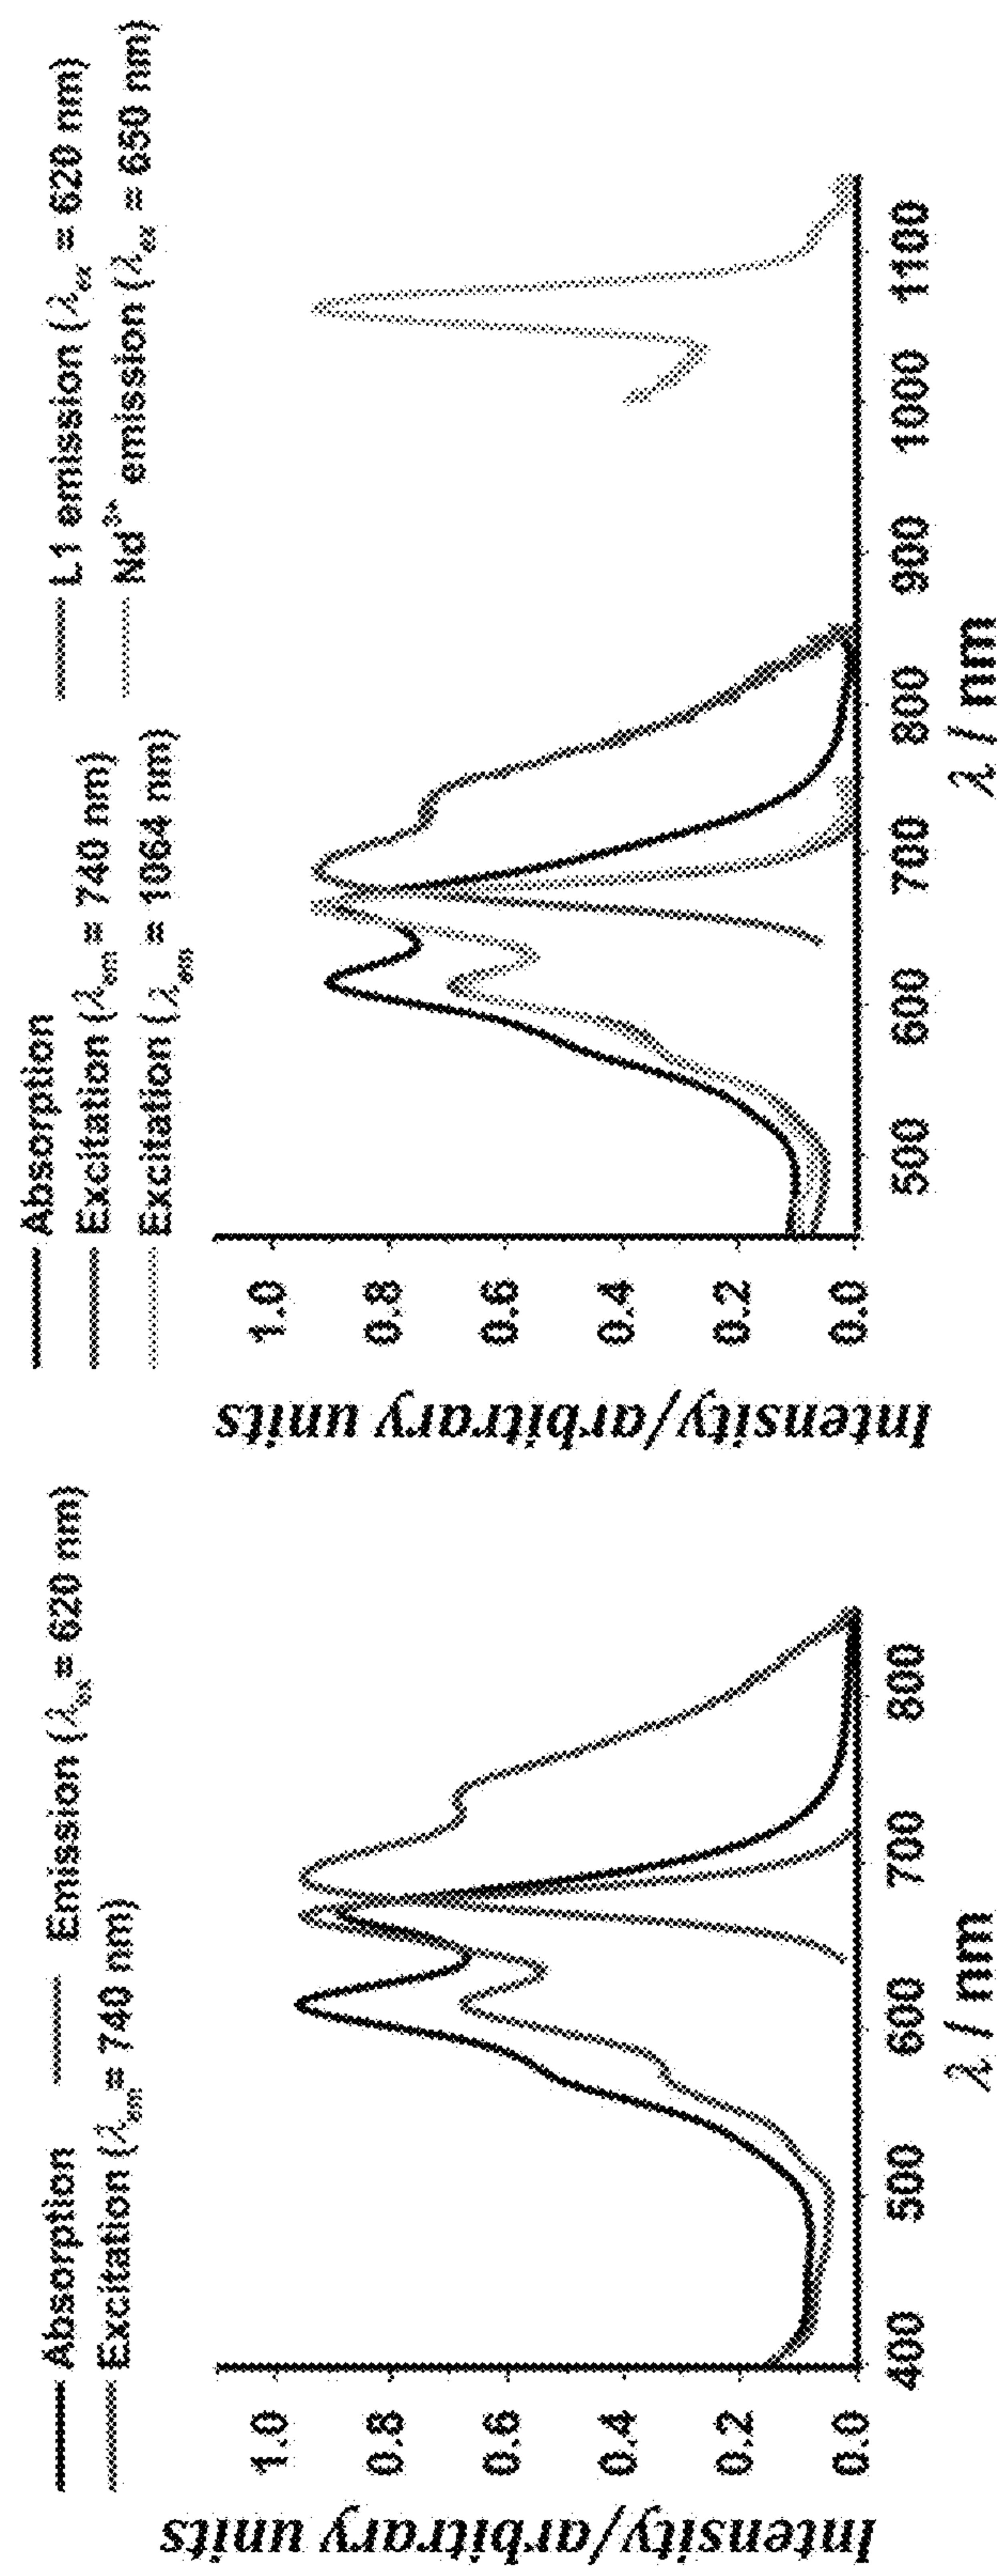 Absorption
Emission (λex = 620 nm)
Excitation (λem = 740 nm)
Intensity/arbitrary units
1.0
0.8
0.6
0.4
0.2
0.0
400 500 600 700 800
λ / nm
Absorption
Excitation (λem = 740 nm)
Excitation (λem = 1064 nm)
L1 emission (λex = 620 nm)
Nd3+ emission (λex = 650 nm)
Intensity/arbitrary units
1.0
0.8
0.6
0.4
0.2
0.0
500 600 700 800 900 1000 1100
λ / nm